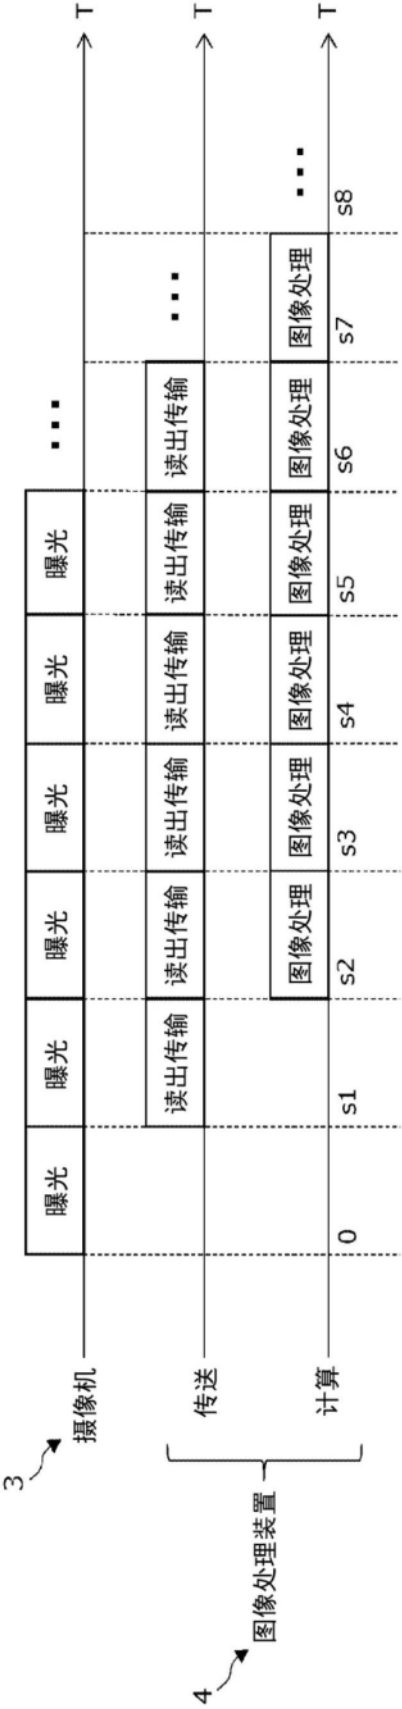 3
摄像机 曝光 曝光 曝光 曝光 曝光 曝光 ... T
传送 读出传输 读出传输 读出传输 读出传输 读出传输 读出传输 ... T
4
图像处理装置
计算 图像处理 图像处理 图像处理 图像处理 图像处理 图像处理 ... T
0 s1 s2 s3 s4 s5 s6 s7 s8